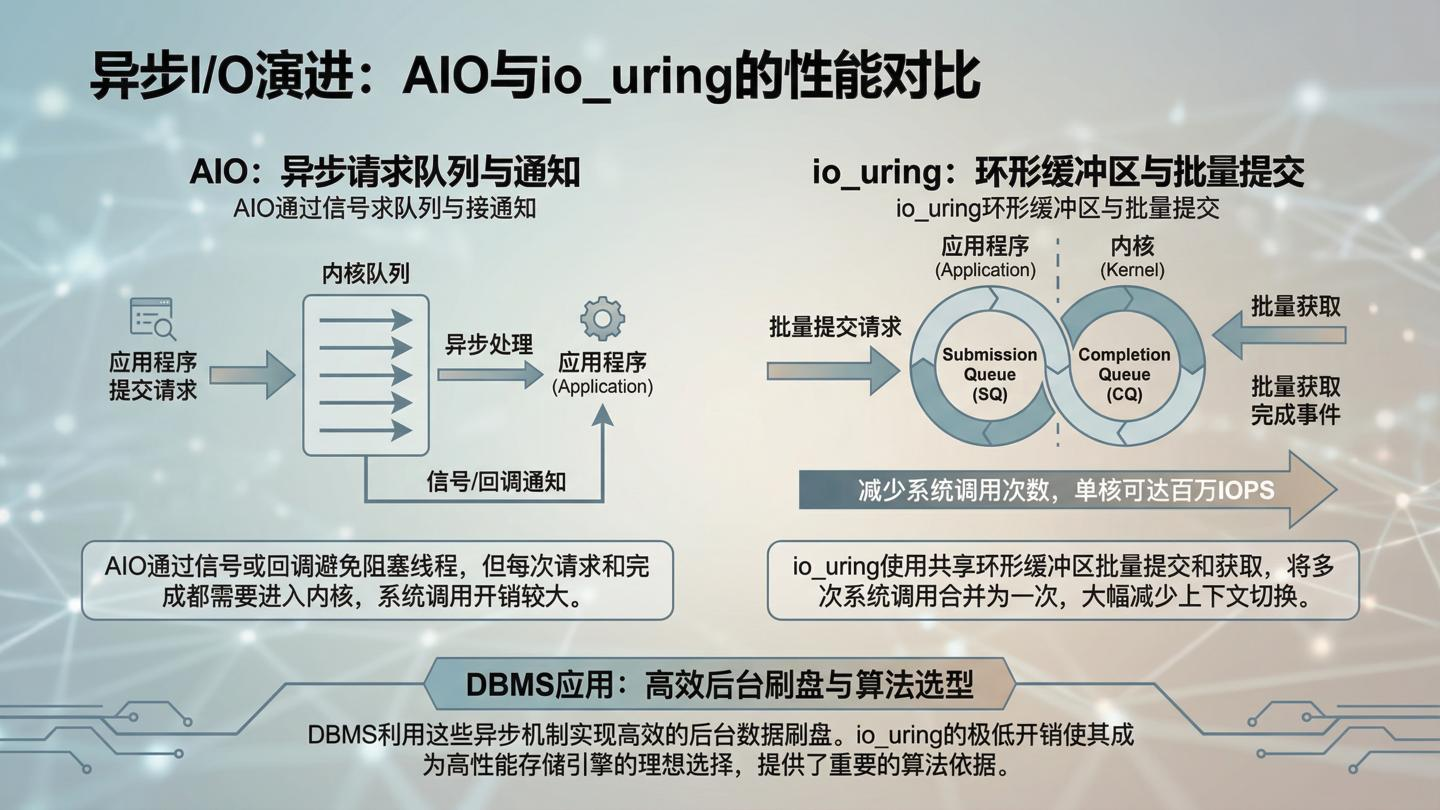 异步I/O演进：AIO与io_uring的性能对比
AIO：异步请求队列与通知
AIO通过信号求队列与接通知
内核队列
应用程序
提交请求
异步处理
应用程序
(Application)
信号/回调通知
AIO通过信号或回调避免阻塞线程，但每次请求和完
成都需要进入内核，系统调用开销较大。
io_uring：环形缓冲区与批量提交
io_uring环形缓冲区与批量提交
应用程序
(Application)
内核
(Kernel)
批量提交请求
Submission
Queue
(SQ)
Completion
Queue
(CQ)
批量获取
批量获取
完成事件
减少系统调用次数，单核可达百万IOPS
io_uring使用共享环形缓冲区批量提交和获取，将多
次系统调用合并为一次，大幅减少上下文切换。
DBMS应用：高效后台刷盘与算法选型
DBMS利用这些异步机制实现高效的后台数据刷盘。io_uring的极低开销使其成
为高性能存储引擎的理想选择，提供了重要的算法依据。